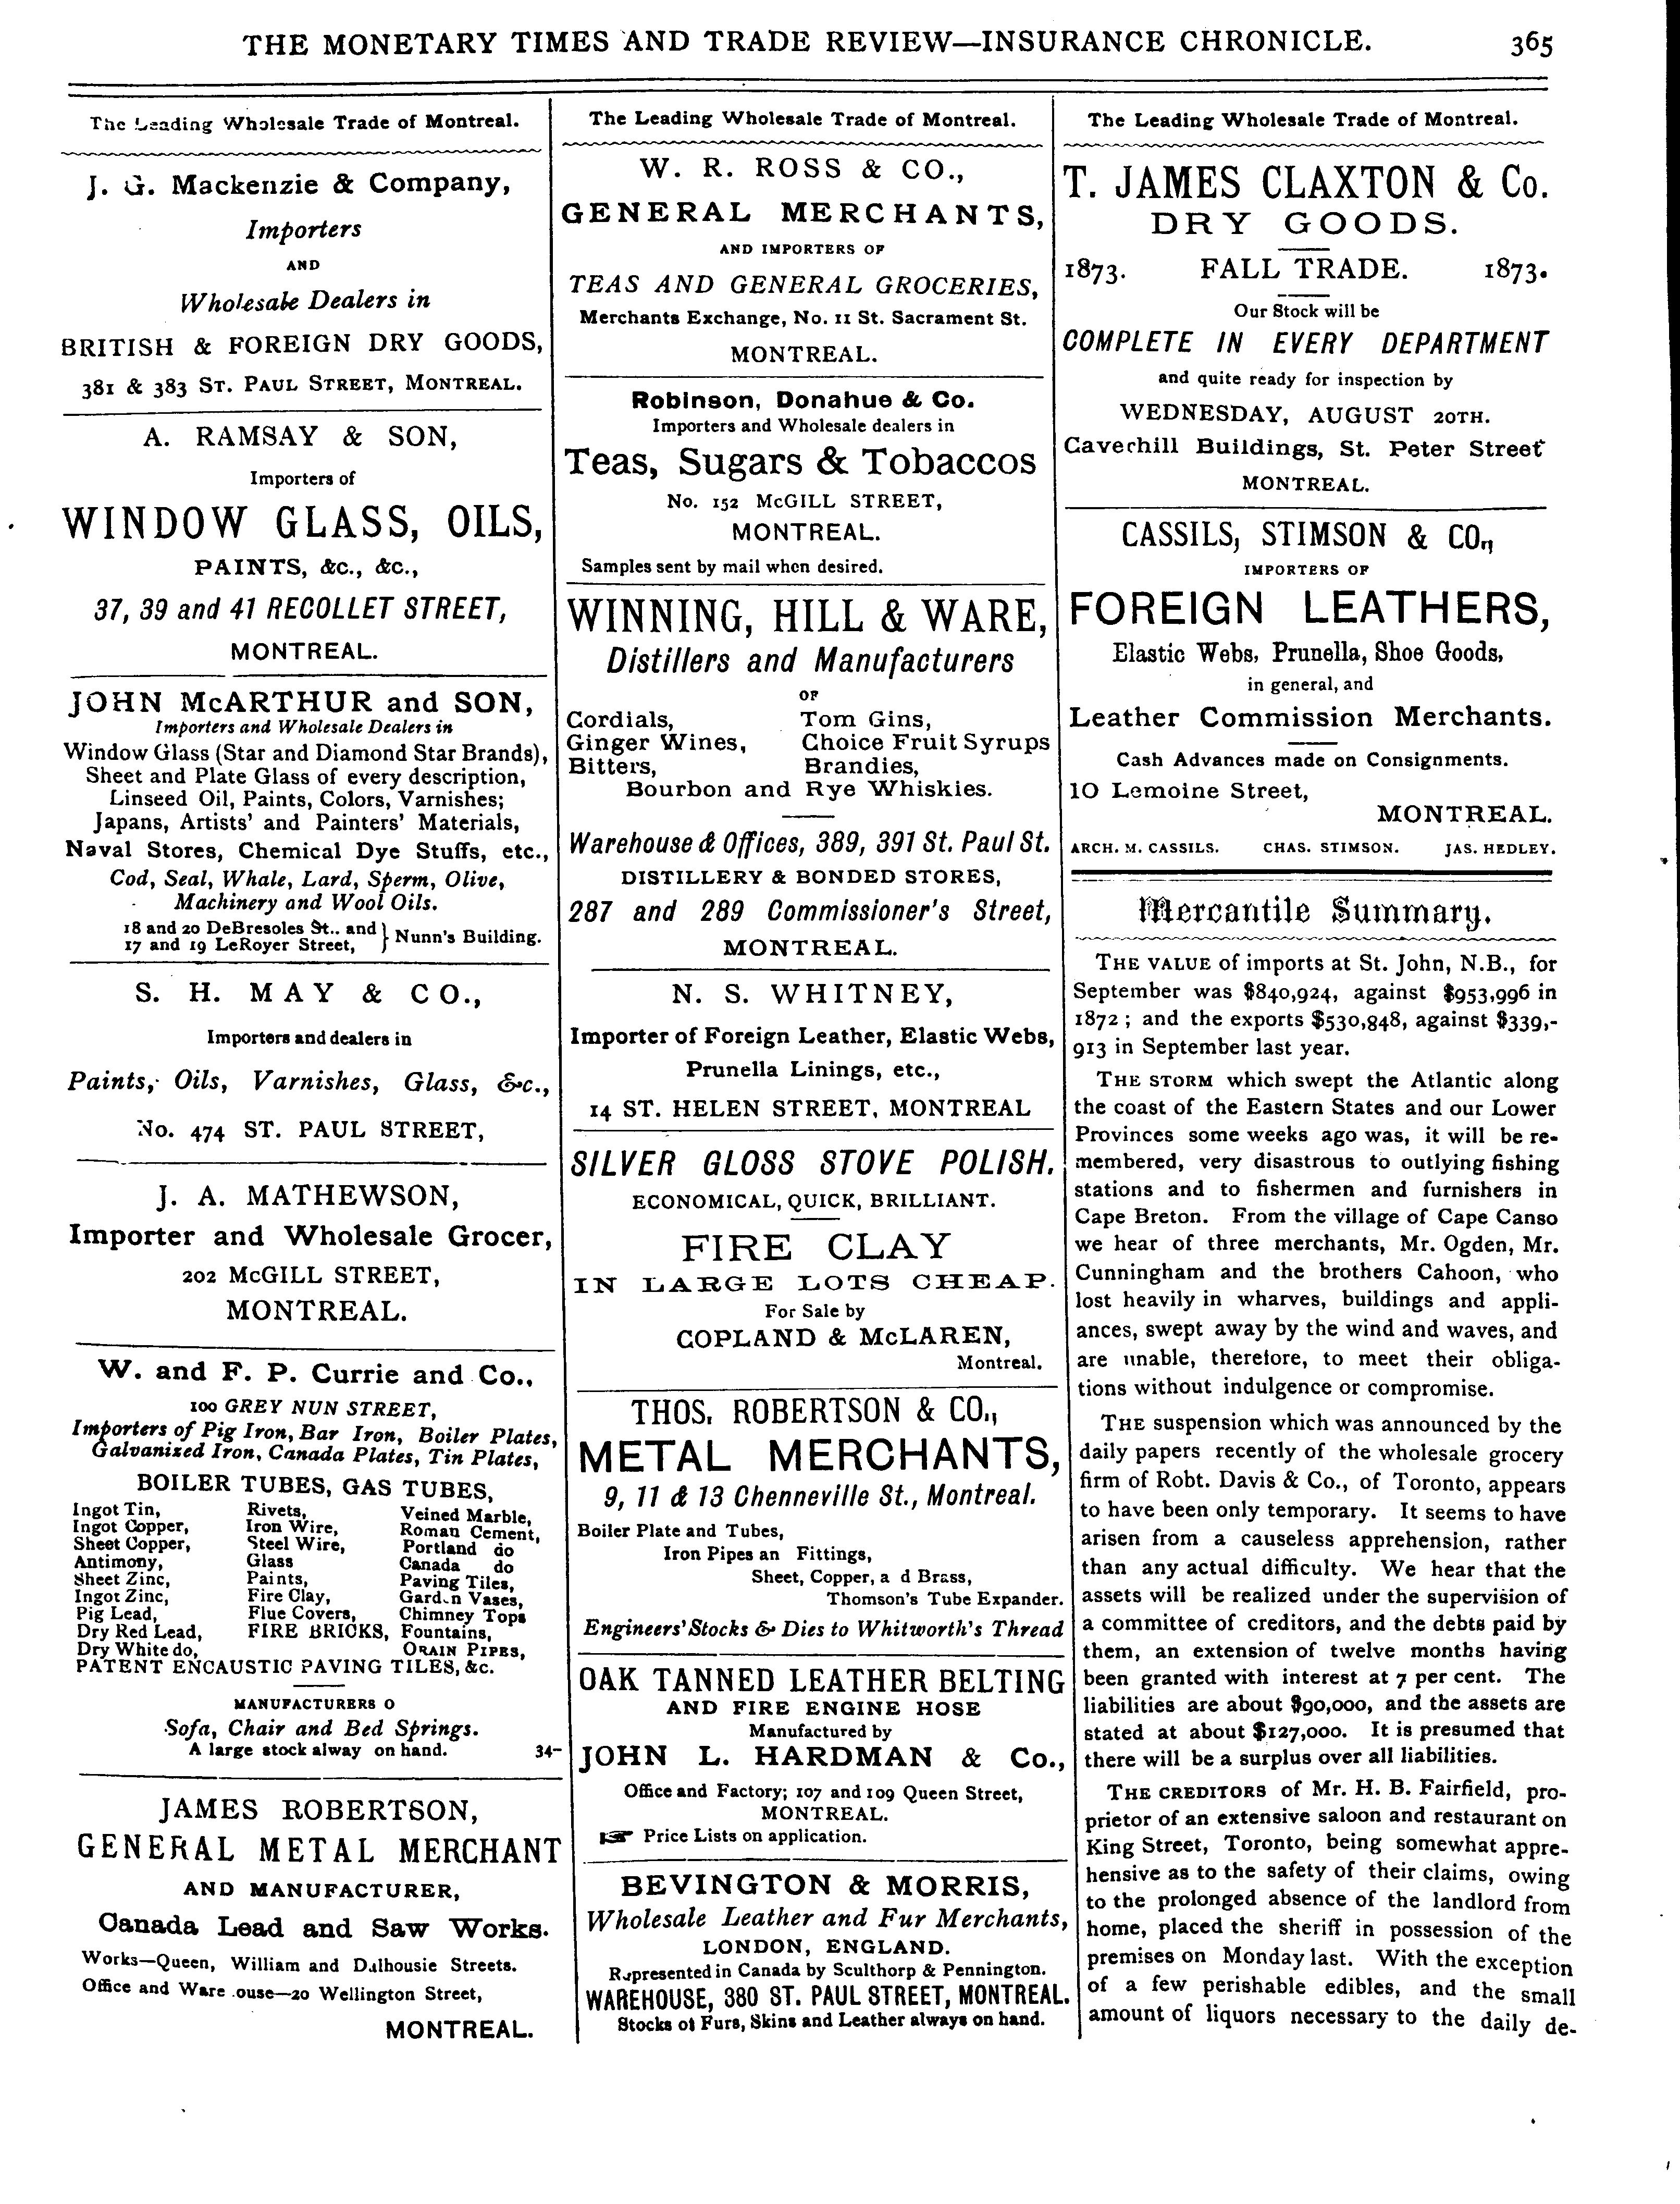 THE MONETARY TIMES AND TRADE REVIEW—INSURANCE CHRONICLE. 365
The Leading Wholesale Trade of Montreal.
J. G. Mackenzie & Company,
Importers
AND
Wholesale Dealers in
BRITISH & FOREIGN DRY GOODS,
381 & 383 ST. PAUL STREET, MONTREAL.
A. RAMSAY & SON,
Importers of
WINDOW GLASS, OILS,
PAINTS, &c., &c.,
37, 39 and 41 RECOLLET STREET,
MONTREAL.
JOHN McARTHUR and SON,
Importers and Wholesale Dealers in
Window Glass (Star and Diamond Star Brands),
Sheet and Plate Glass of every description,
Linseed Oil, Paints, Colors, Varnishes;
Japans, Artists' and Painters' Materials,
Naval Stores, Chemical Dye Stuffs, etc.,
Cod, Seal, Whale, Lard, Sperm, Olive,
Machinery and Wool Oils.
18 and 20 DeBresoles St.. and
17 and 19 LeRoyer Street, } Nunn's Building.
S. H. MAY & CO.,
Importers and dealers in
Paints, Oils, Varnishes, Glass, &c.,
No. 474 ST. PAUL STREET,
J. A. MATHEWSON,
Importer and Wholesale Grocer,
202 McGILL STREET,
MONTREAL.
W. and F. P. Currie and Co.,
100 GREY NUN STREET,
Importers of Pig Iron, Bar Iron, Boiler Plates,
Galvanized Iron, Canada Plates, Tin Plates,
BOILER TUBES, GAS TUBES,
Ingot Tin, Rivets, Veined Marble,
Ingot Copper, Iron Wire, Roman Cement,
Sheet Copper, Steel Wire, Portland do
Antimony, Glass Canada do
Sheet Zinc, Paints, Paving Tiles,
Ingot Zinc, Fire Clay, Garden Vases,
Pig Lead, Flue Covers, Chimney Tops
Dry Red Lead, FIRE BRICKS, Fountains,
Dry White do, ORAIN PIPES,
PATENT ENCAUSTIC PAVING TILES, &c.
MANUFACTURERS O
Sofa, Chair and Bed Springs.
A large stock alway on hand. 34-
JAMES ROBERTSON,
GENERAL METAL MERCHANT
AND MANUFACTURER,
Canada Lead and Saw Works.
Works—Queen, William and Dalhousie Streets.
Office and Ware ouse—20 Wellington Street,
MONTREAL.
The Leading Wholesale Trade of Montreal.
W. R. ROSS & CO.,
GENERAL MERCHANTS,
AND IMPORTERS OF
TEAS AND GENERAL GROCERIES,
Merchants Exchange, No. 11 St. Sacrament St.
MONTREAL.
Robinson, Donahue & Co.
Importers and Wholesale dealers in
Teas, Sugars & Tobaccos
No. 152 McGILL STREET,
MONTREAL.
Samples sent by mail when desired.
WINNING, HILL & WARE,
Distillers and Manufacturers
OF
Cordials, Tom Gins,
Ginger Wines, Choice Fruit Syrups
Bitters, Brandies,
Bourbon and Rye Whiskies.
Warehouse & Offices, 389, 391 St. Paul St.
DISTILLERY & BONDED STORES,
287 and 289 Commissioner's Street,
MONTREAL.
N. S. WHITNEY,
Importer of Foreign Leather, Elastic Webs,
Prunella Linings, etc.,
14 ST. HELEN STREET, MONTREAL
SILVER GLOSS STOVE POLISH.
ECONOMICAL, QUICK, BRILLIANT.
FIRE CLAY
IN LARGE LOTS CHEAP.
For Sale by
COPLAND & McLAREN,
Montreal.
THOS. ROBERTSON & CO.,
METAL MERCHANTS,
9, 11 & 13 Chenneville St., Montreal.
Boiler Plate and Tubes,
Iron Pipes an Fittings,
Sheet, Copper, a d Brass,
Thomson's Tube Expander.
Engineers' Stocks & Dies to Whitworth's Thread
OAK TANNED LEATHER BELTING
AND FIRE ENGINE HOSE
Manufactured by
JOHN L. HARDMAN & Co.,
Office and Factory; 107 and 109 Queen Street,
MONTREAL.
☞ Price Lists on application.
BEVINGTON & MORRIS,
Wholesale Leather and Fur Merchants,
LONDON, ENGLAND.
Represented in Canada by Sculthorp & Pennington.
WAREHOUSE, 380 ST. PAUL STREET, MONTREAL.
Stocks of Furs, Skins and Leather always on hand.
The Leading Wholesale Trade of Montreal.
T. JAMES CLAXTON & Co.
DRY GOODS.
1873. FALL TRADE. 1873.
Our Stock will be
COMPLETE IN EVERY DEPARTMENT
and quite ready for inspection by
WEDNESDAY, AUGUST 20TH.
Caverhill Buildings, St. Peter Street
MONTREAL.
CASSILS, STIMSON & CO.,
IMPORTERS OF
FOREIGN LEATHERS,
Elastic Webs, Prunella, Shoe Goods,
in general, and
Leather Commission Merchants.
Cash Advances made on Consignments.
10 Lemoine Street,
MONTREAL.
ARCH. M. CASSILS. CHAS. STIMSON. JAS. HEDLEY.
Mercantile Summary.
THE VALUE of imports at St. John, N.B., for
September was $840,924, against $953,996 in
1872; and the exports $530,848, against $339,-
913 in September last year.
THE STORM which swept the Atlantic along
the coast of the Eastern States and our Lower
Provinces some weeks ago was, it will be re-
membered, very disastrous to outlying fishing
stations and to fishermen and furnishers in
Cape Breton. From the village of Cape Canso
we hear of three merchants, Mr. Ogden, Mr.
Cunningham and the brothers Cahoon, who
lost heavily in wharves, buildings and appli-
ances, swept away by the wind and waves, and
are unable, therefore, to meet their obliga-
tions without indulgence or compromise.
THE suspension which was announced by the
daily papers recently of the wholesale grocery
firm of Robt. Davis & Co., of Toronto, appears
to have been only temporary. It seems to have
arisen from a causeless apprehension, rather
than any actual difficulty. We hear that the
assets will be realized under the supervision of
a committee of creditors, and the debts paid by
them, an extension of twelve months having
been granted with interest at 7 per cent. The
liabilities are about $90,000, and the assets are
stated at about $127,000. It is presumed that
there will be a surplus over all liabilities.
THE CREDITORS of Mr. H. B. Fairfield, pro-
prietor of an extensive saloon and restaurant on
King Street, Toronto, being somewhat appre-
hensive as to the safety of their claims, owing
to the prolonged absence of the landlord from
home, placed the sheriff in possession of the
premises on Monday last. With the exception
of a few perishable edibles, and the small
amount of liquors necessary to the daily de-